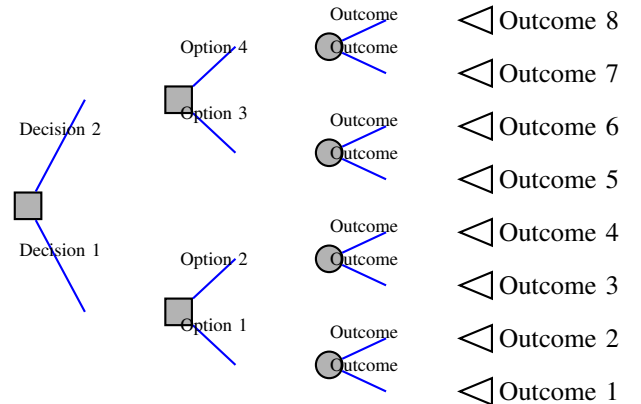 Outcome
Outcome 8
Option 4
Outcome
Outcome 7
Option 3
Decision 2
Outcome
Outcome 6
Outcome
Outcome 5
Decision 1
Outcome
Outcome 4
Option 2
Outcome
Outcome 3
Option 1
Outcome
Outcome 2
Outcome
Outcome 1